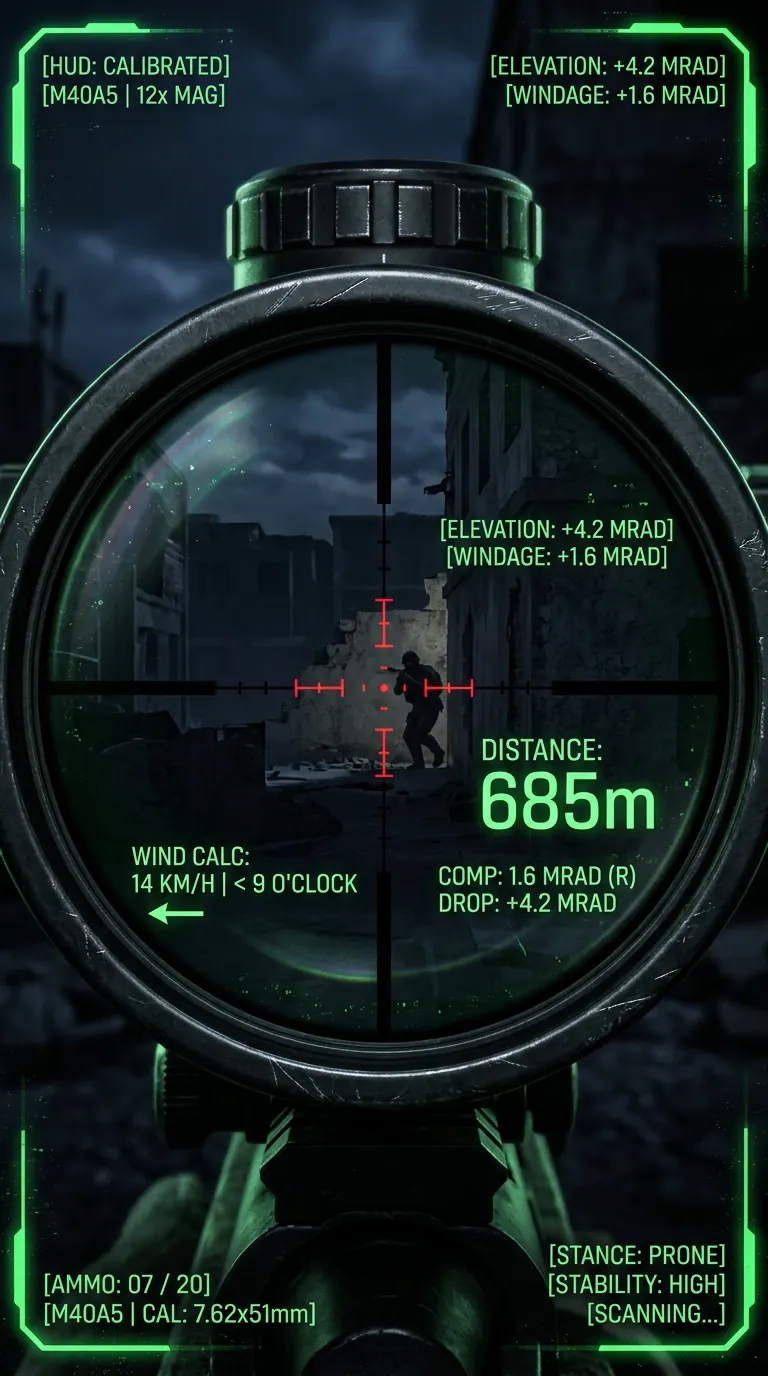 [HUD: CALIBRATED]
[M40A5 | 12x MAG]
[ELEVATION: +4.2 MRAD]
[WINDAGE: +1.6 MRAD]
[ELEVATION: +4.2 MRAD]
[WINDAGE: +1.6 MRAD]
DISTANCE:
685m
WIND CALC:
14 KM/H | < 9 O'CLOCK
COMP: 1.6 MRAD (R)
DROP: +4.2 MRAD
[AMMO: 07 / 20]
[M40A5 | CAL: 7.62x51mm]
[STANCE: PRONE]
[STABILITY: HIGH]
[SCANNING...]